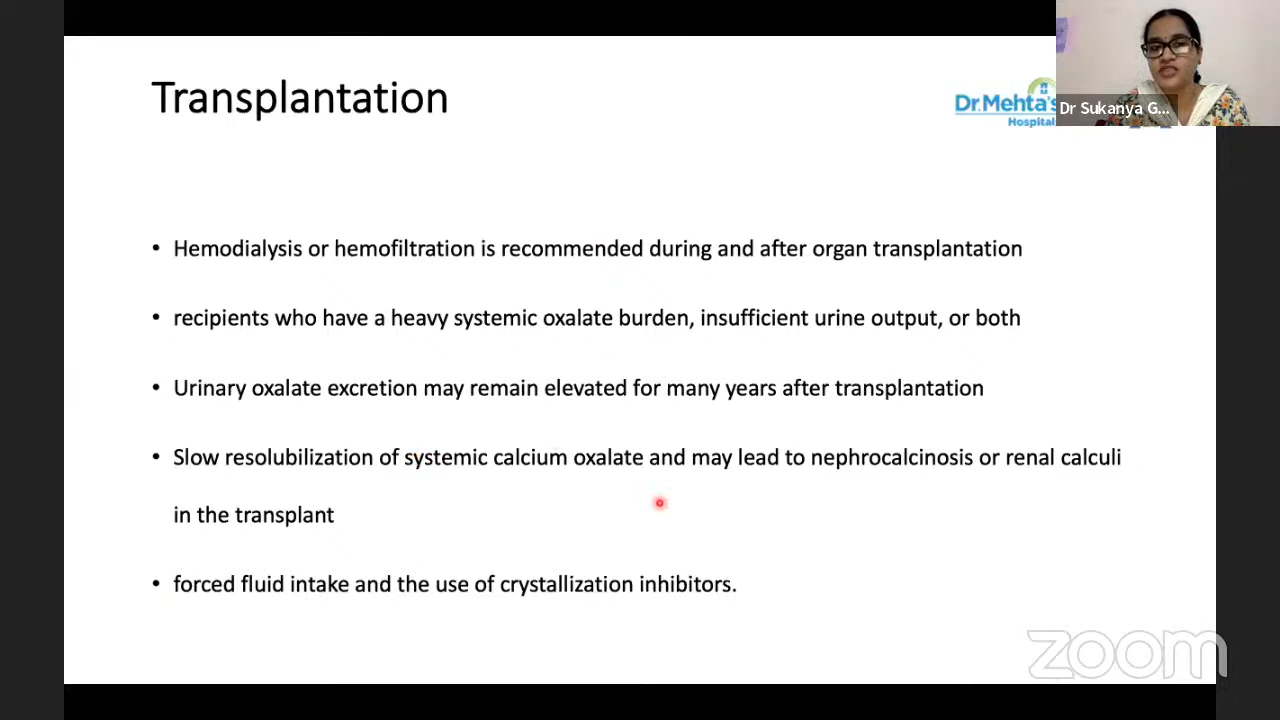 Transplantation
Dr.Mehta's
Hospital
Dr Sukanya G...
• Hemodialysis or hemofiltration is recommended during and after organ transplantation
• recipients who have a heavy systemic oxalate burden, insufficient urine output, or both
• Urinary oxalate excretion may remain elevated for many years after transplantation
• Slow resolubilization of systemic calcium oxalate and may lead to nephrocalcinosis or renal calculi
in the transplant
• forced fluid intake and the use of crystallization inhibitors.
zoom